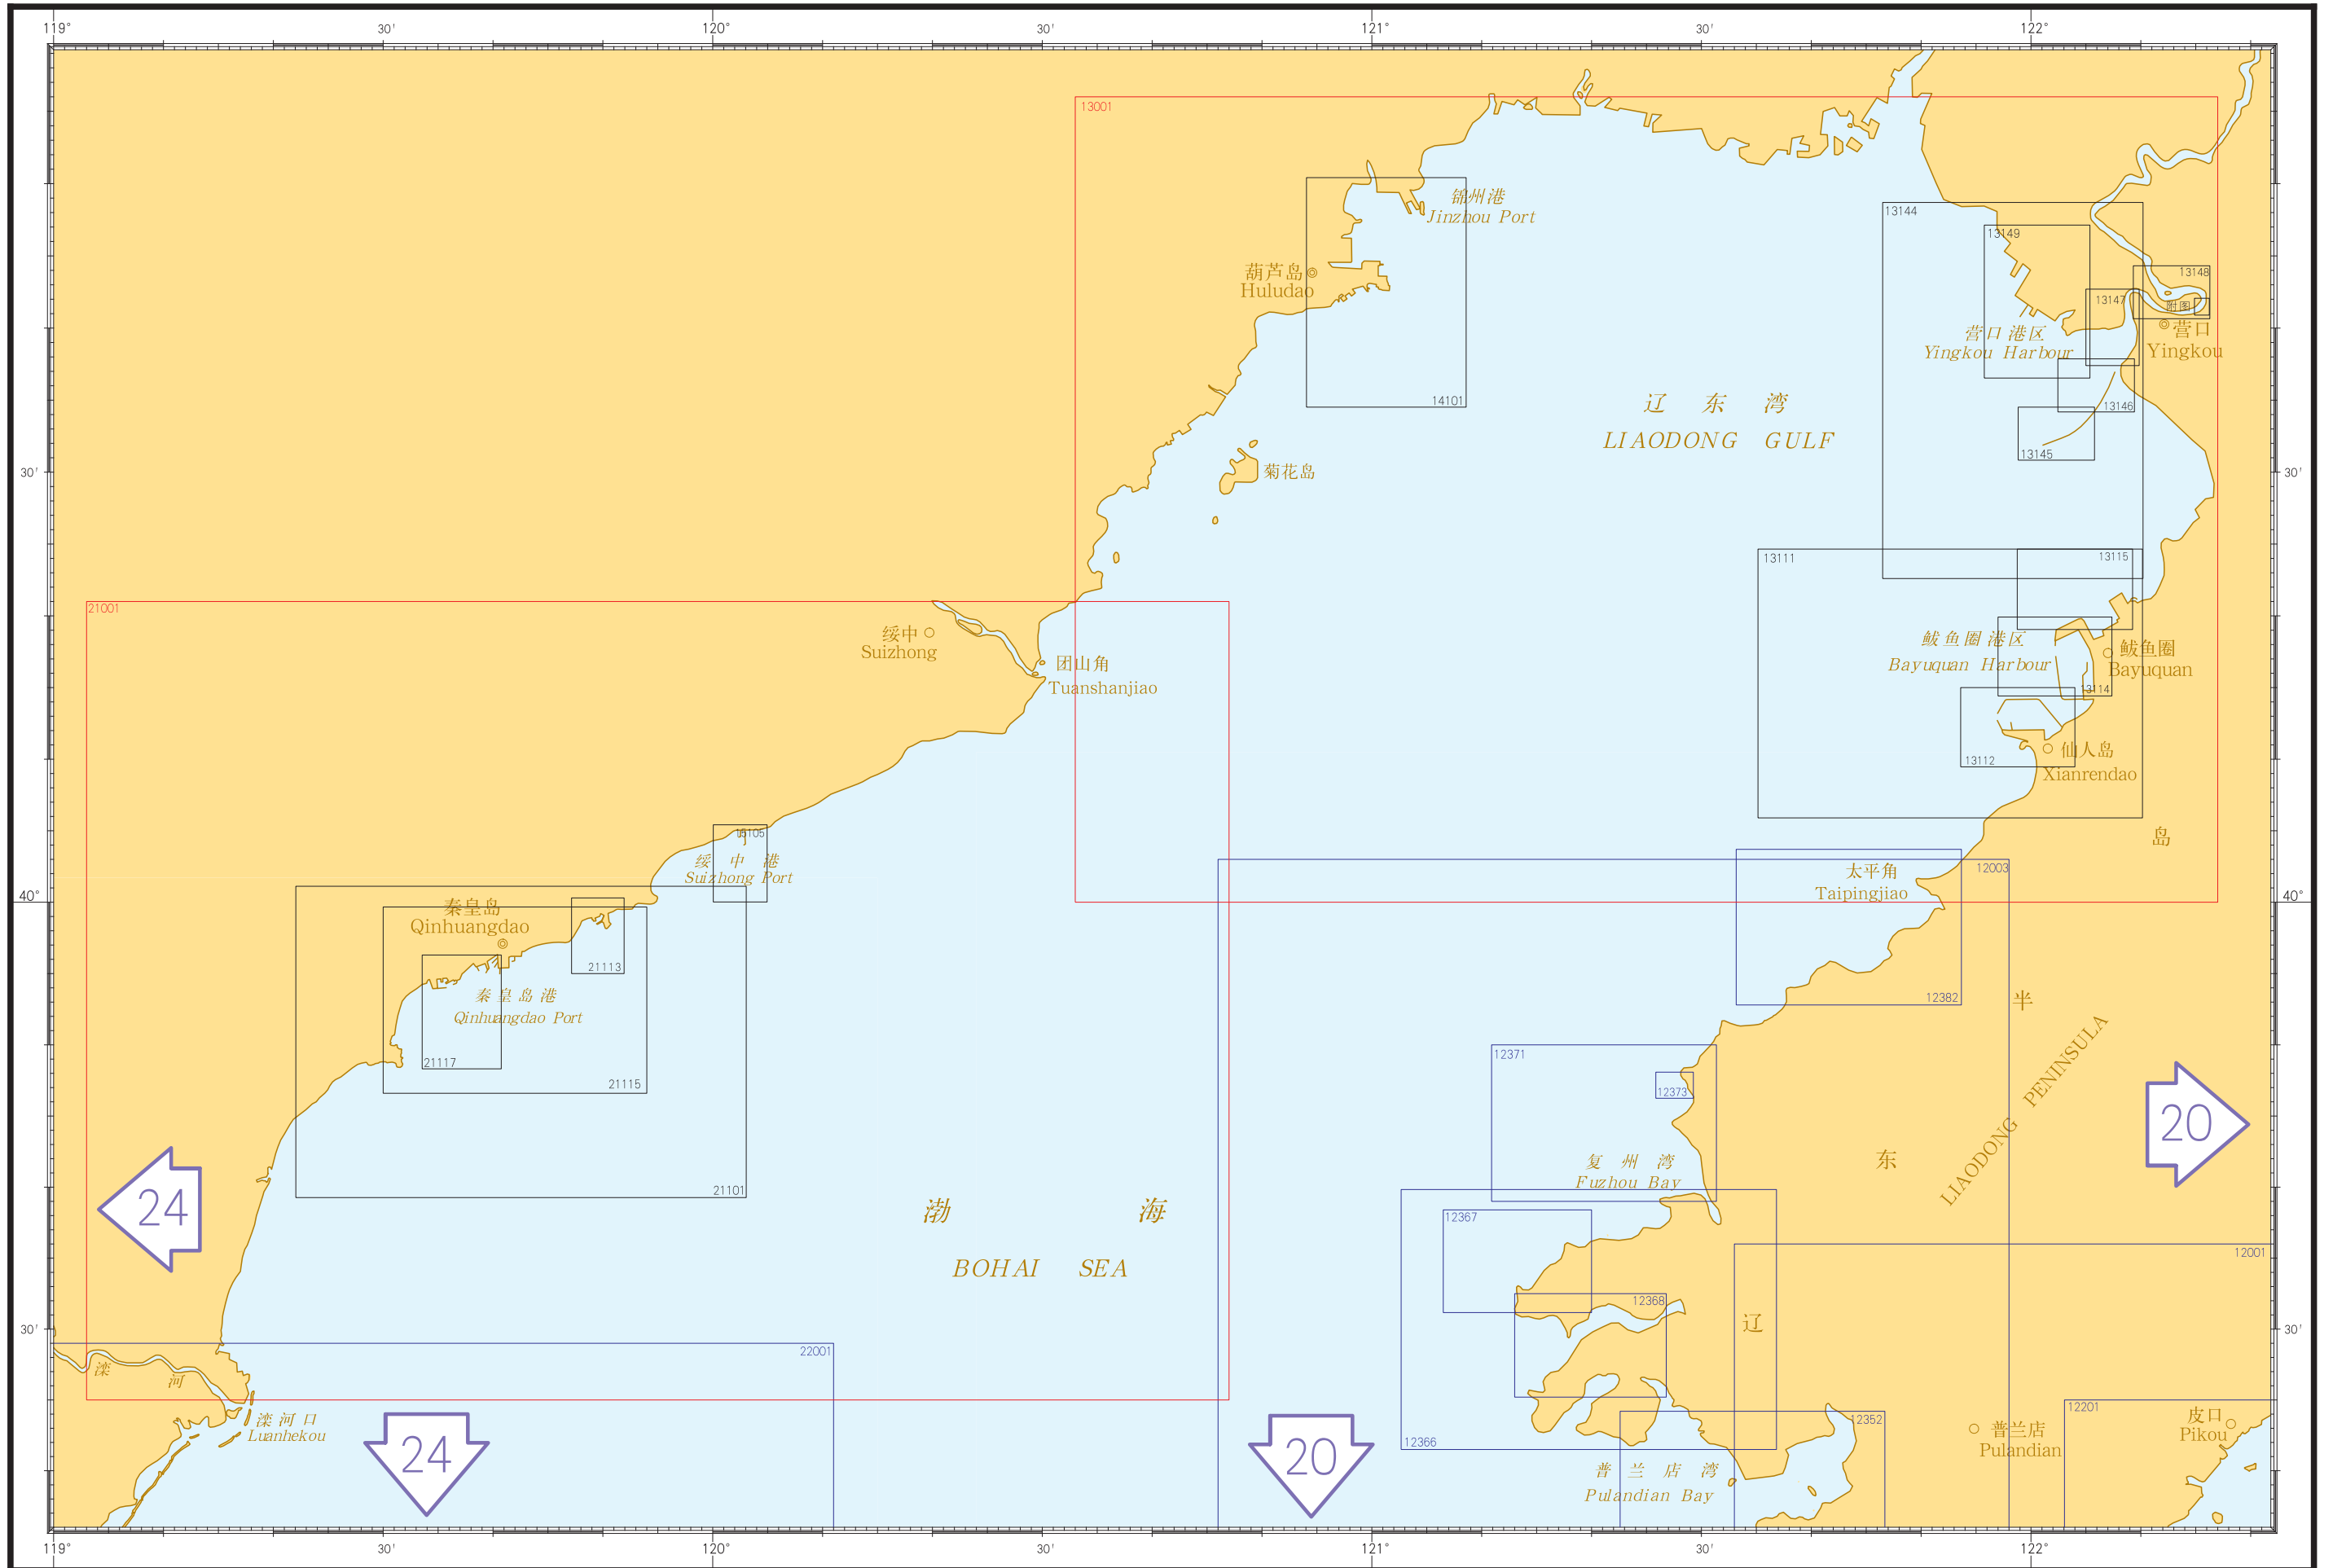 119°
30'
120°
30'
121°
30'
122°
13001
锦州港
Jinzhou Port
13144
13149
葫芦岛
Huludao
13148
13147
附图
营口港区
Yingkou Harbour
营口
Yingkou
14101
辽 东 湾
LIAODONG GULF
13146
13145
30'
菊花岛
30'
13111
13115
21001
绥中
Suizhong
团山角
Tuanshanjiao
鲅鱼圈港区
Bayuquan Harbour
鲅鱼圈
Bayuquan
13114
仙人岛
Xianrendao
13112
15105
岛
绥 中 港
Suizhong Port
太平角
Taipingjiao
12003
40°
40°
秦皇岛
Qinhuangdao
21113
秦皇岛港
Qinhuangdao Port
12382
半
21117
21115
12371
12373
LIAODONG PENINSULA
20
复 州 湾
Fuzhou Bay
东
21101
24
渤 海
BOHAI SEA
12367
12001
12368
辽
30'
30'
22001
滦 河
滦河口
Luanhekou
24
20
12366
12352
12201
普兰店
Pulandian
皮口
Pikou
普 兰 店 湾
Pulandian Bay
119°
30'
120°
30'
121°
30'
122°